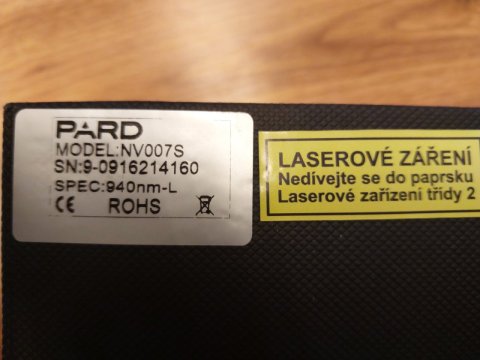 PARD
MODEL:NV007S
SN:9-0916214160
SPEC:940nm-L
CE ROHS
LASEROVÉ ZÁŘENÍ
Nedívejte se do paprsku
Laserové zařízení třídy 2